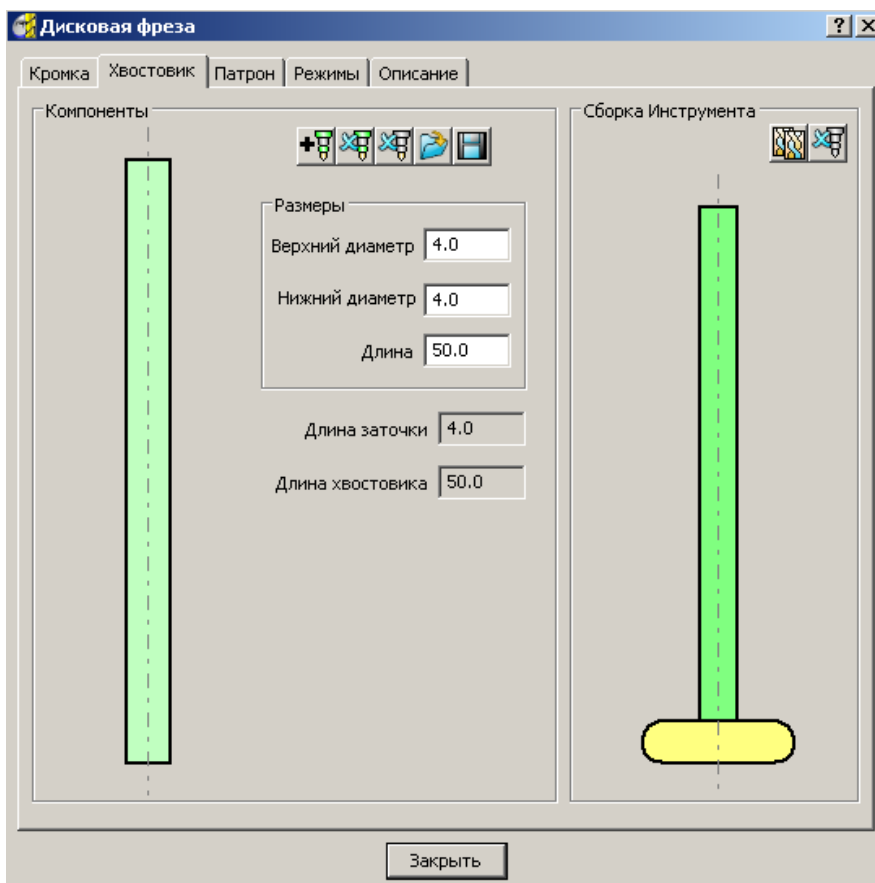 Дисковая фреза
Кромка Хвостовик Патрон Режимы Описание
Компоненты
Размеры
Верхний диаметр 4.0
Нижний диаметр 4.0
Длина 50.0
Длина заточки 4.0
Длина хвостовика 50.0
Сборка Инструмента
Закрыть